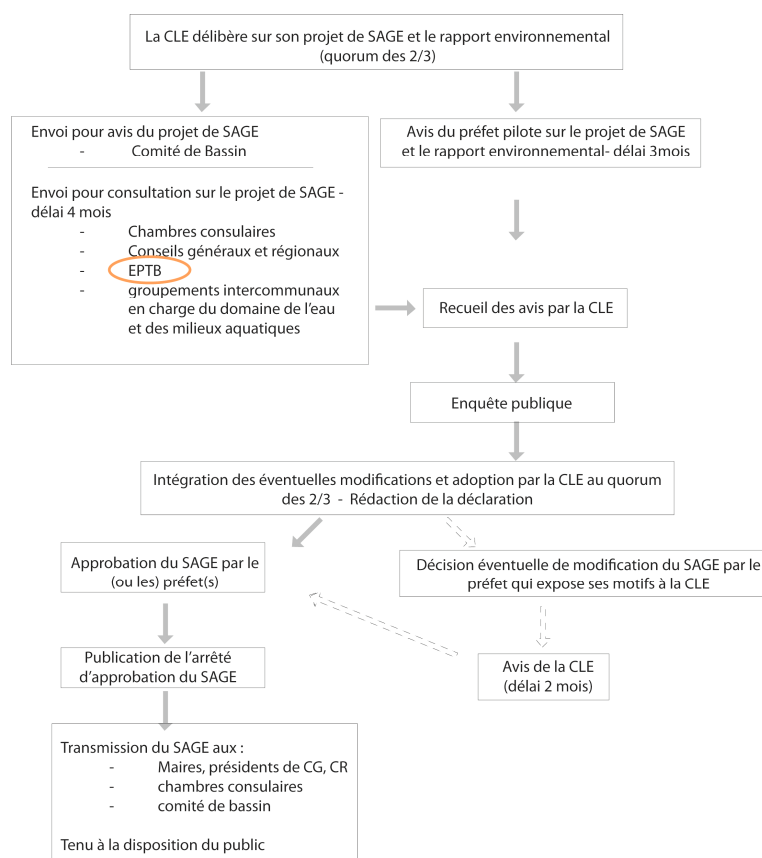 La CLE délibère sur son projet de SAGE et le rapport environnemental
(quorum des 2/3)
Envoi pour avis du projet de SAGE
- Comité de Bassin
Envoi pour consultation sur le projet de SAGE -
délai 4 mois
- Chambres consulaires
- Conseils généraux et régionaux
- EPTB
- groupements intercommunaux
en charge du domaine de l'eau
et des milieux aquatiques
Avis du préfet pilote sur le projet de SAGE
et le rapport environnemental- délai 3mois
Recueil des avis par la CLE
Enquête publique
Intégration des éventuelles modifications et adoption par la CLE au quorum
des 2/3 - Rédaction de la déclaration
Approbation du SAGE par le
(ou les) préfet(s)
Décision éventuelle de modification du SAGE par le
préfet qui expose ses motifs à la CLE
Publication de l'arrêté
d'approbation du SAGE
Avis de la CLE
(délai 2 mois)
Transmission du SAGE aux :
- Maires, présidents de CG, CR
- chambres consulaires
- comité de bassin
Tenu à la disposition du public